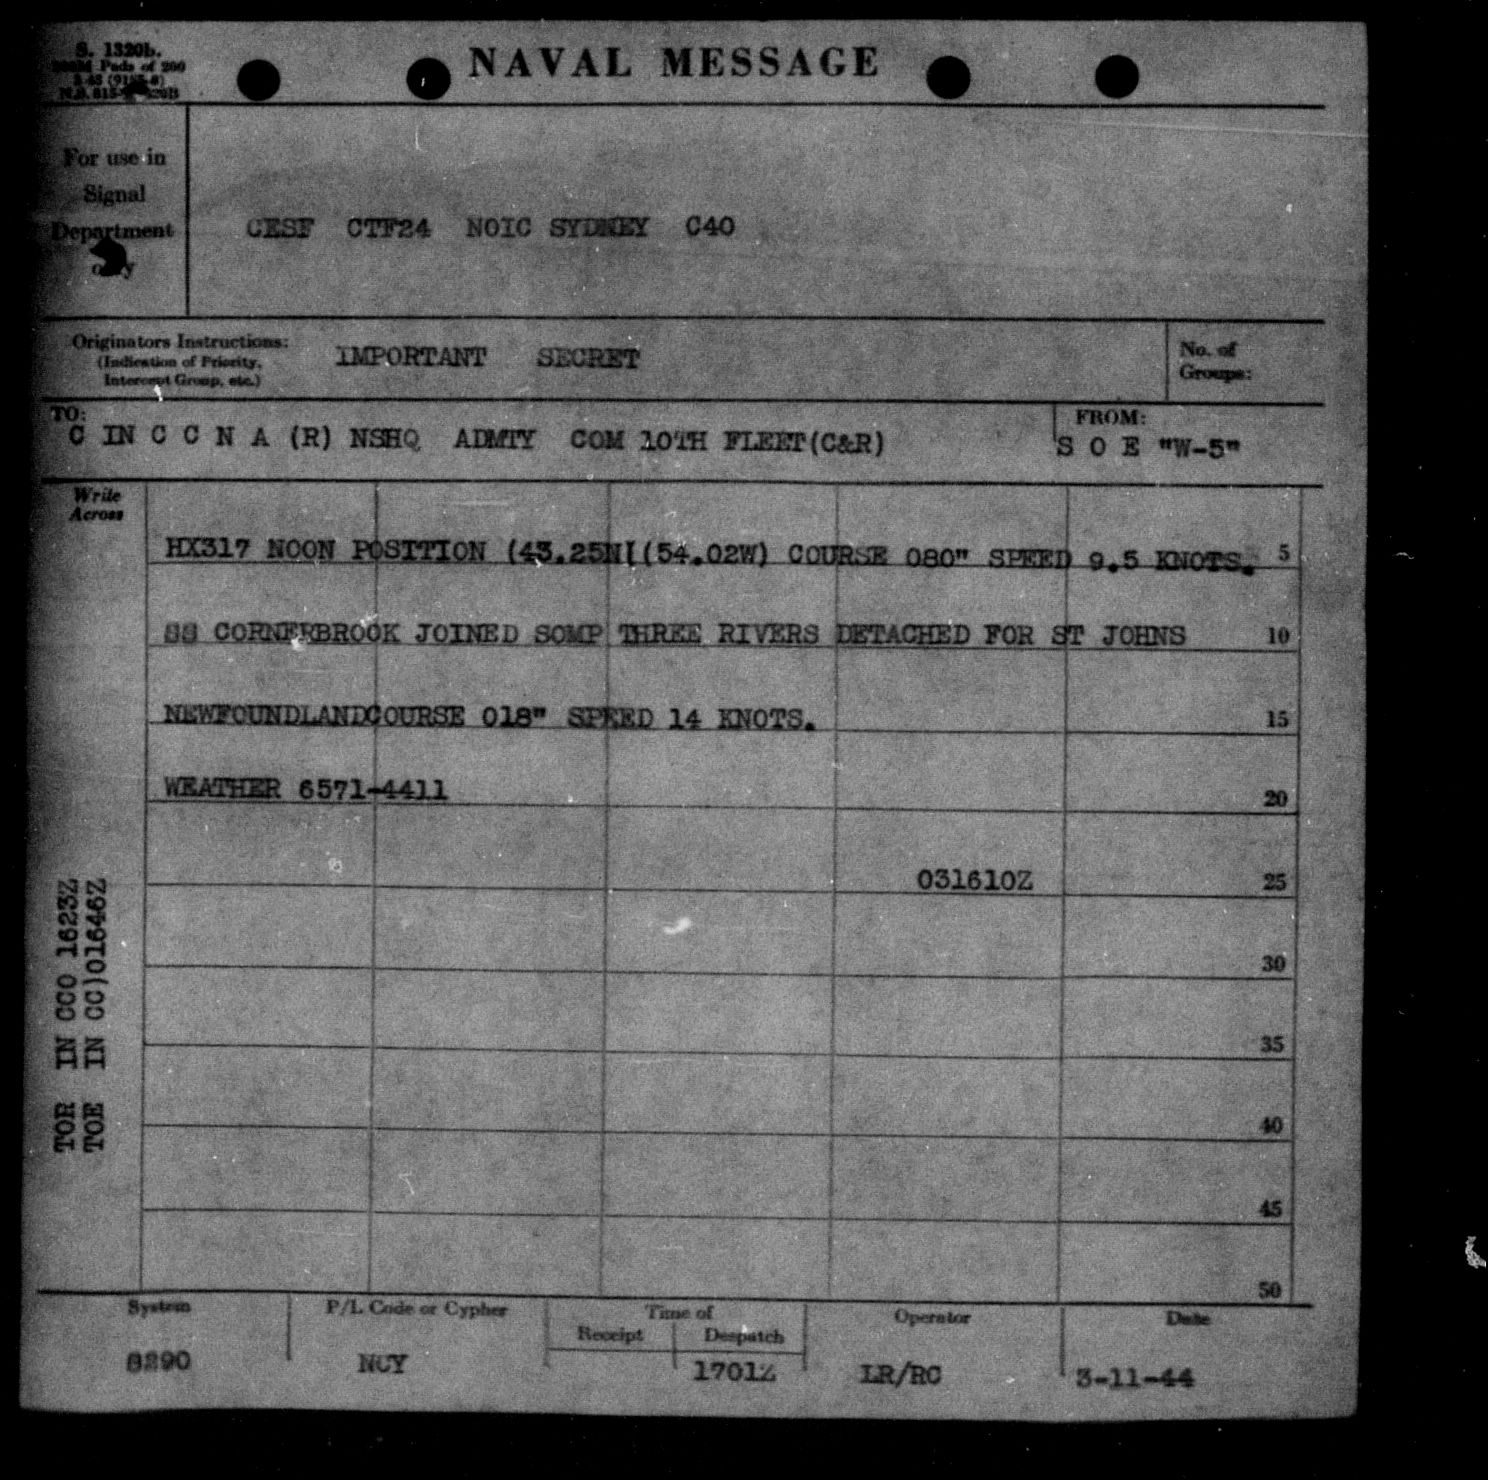 S. 1320b.
Pads of 200
NAVAL MESSAGE
For use in
Signal
Department
only
CESF CTF24 NOIC SYDNEY C40
Originators Instructions:
(Indication of Priority,
Intercept Group, etc.)
IMPORTANT SECRET
No. of
Groups:
TO:
C IN C C N A (R) NSHQ ADMTY COM 10TH FLEET(C&R)
FROM:
S O E "W-5"
Write
Across
HX317 NOON POSITION (43.25N((54.02W) COURSE 080" SPEED 9.5 KNOTS. 5
SS CORNERBROOK JOINED SOMP THREE RIVERS DETACHED FOR ST JOHNS 10
NEWFOUNDLANDCOURSE 018" SPEED 14 KNOTS. 15
WEATHER 6571-4411 20
031610Z 25
30
35
40
45
50
TOR IN CCO 1623Z
TOE IN CC)01646Z
System
P/L Code or Cypher
Time of
Receipt
Despatch
Operator
Date
8290
NCY
1701Z
LR/RC
3-11-44